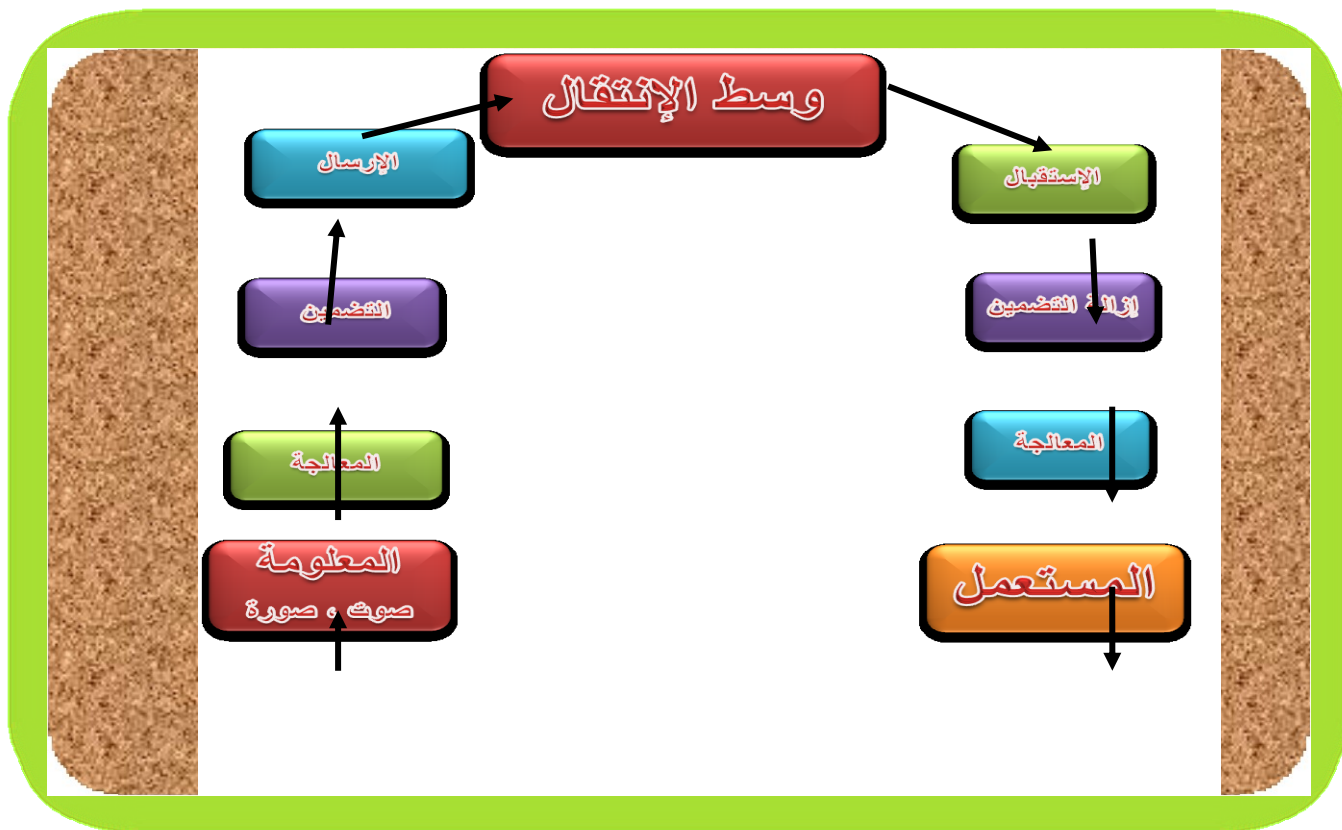 وسط الإنتقال
الإرسال
الإستقبال
التضمين
إزالة التضمين
المعالجة
المعالجة
المعلومة
صوت ، صورة
المستعمل